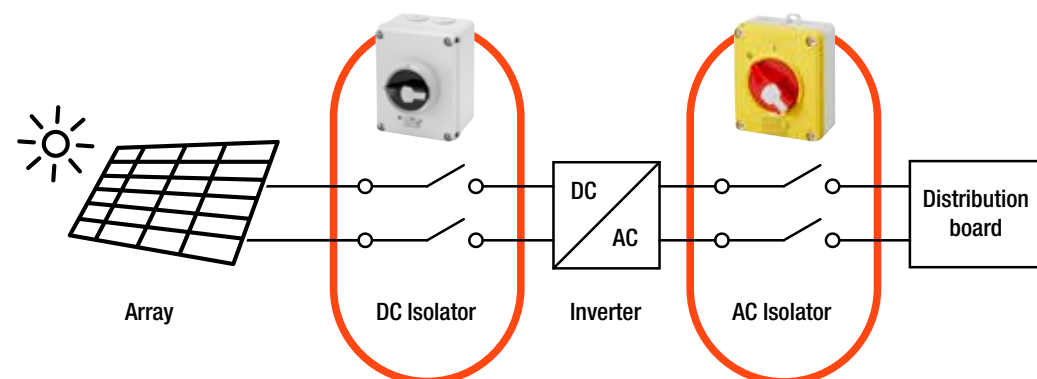 DC
AC
Distribution
board
Array
DC Isolator
Inverter
AC Isolator